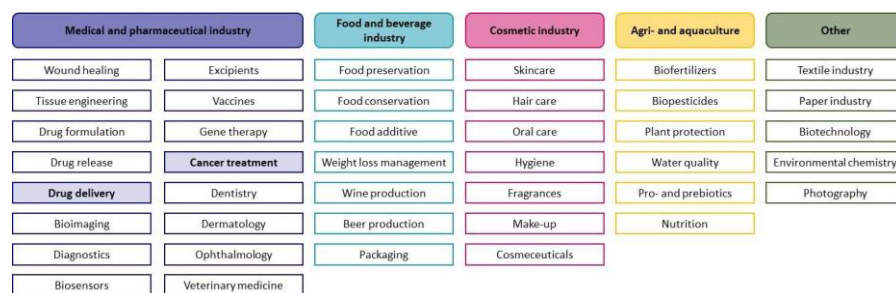 Medical and pharmaceutical industry
Food and beverage
industry
Cosmetic industry
Agri- and aquaculture
Other
Wound healing
Excipients
Food preservation
Skincare
Biofertilizers
Textile industry
Tissue engineering
Vaccines
Food conservation
Hair care
Biopesticides
Paper industry
Drug formulation
Gene therapy
Food additive
Oral care
Plant protection
Biotechnology
Drug release
Cancer treatment
Weight loss management
Hygiene
Water quality
Environmental chemistry
Drug delivery
Dentistry
Wine production
Fragrances
Pro- and prebiotics
Photography
Bioimaging
Dermatology
Beer production
Make-up
Nutrition
Diagnostics
Ophthalmology
Packaging
Cosmeceuticals
Biosensors
Veterinary medicine